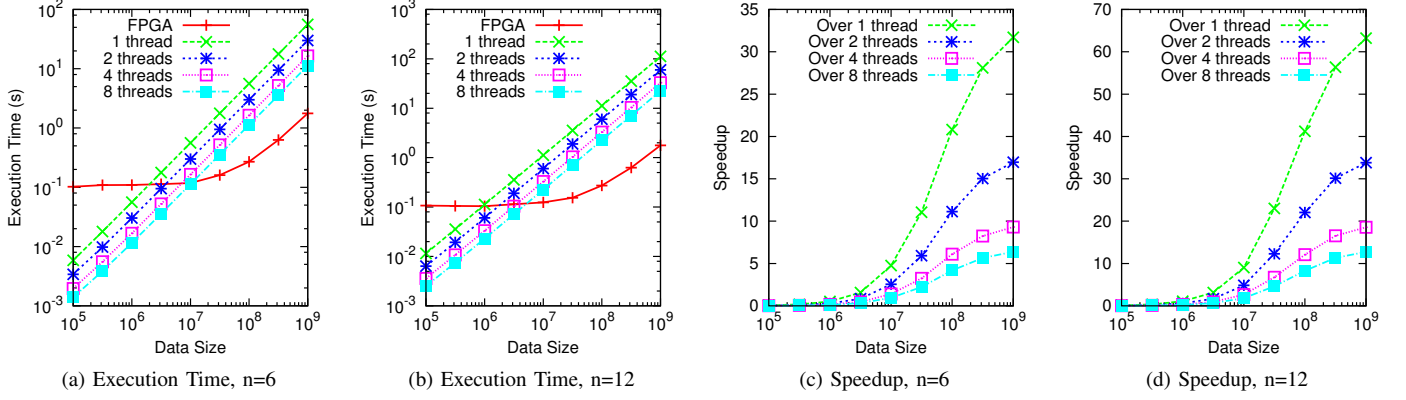 10^2
10^1
10^0
10^-1
10^-2
10^-3
10^5
10^6
10^7
10^8
10^9
Execution Time (s)
Data Size
FPGA
1 thread
2 threads
4 threads
8 threads
(a) Execution Time, n=6
10^3
10^2
10^1
10^0
10^-1
10^-2
10^-3
10^5
10^6
10^7
10^8
10^9
Execution Time (s)
Data Size
FPGA
1 thread
2 threads
4 threads
8 threads
(b) Execution Time, n=12
35
30
25
20
15
10
5
0
10^5
10^6
10^7
10^8
10^9
Speedup
Data Size
Over 1 thread
Over 2 threads
Over 4 threads
Over 8 threads
(c) Speedup, n=6
70
60
50
40
30
20
10
0
10^5
10^6
10^7
10^8
10^9
Speedup
Data Size
Over 1 thread
Over 2 threads
Over 4 threads
Over 8 threads
(d) Speedup, n=12